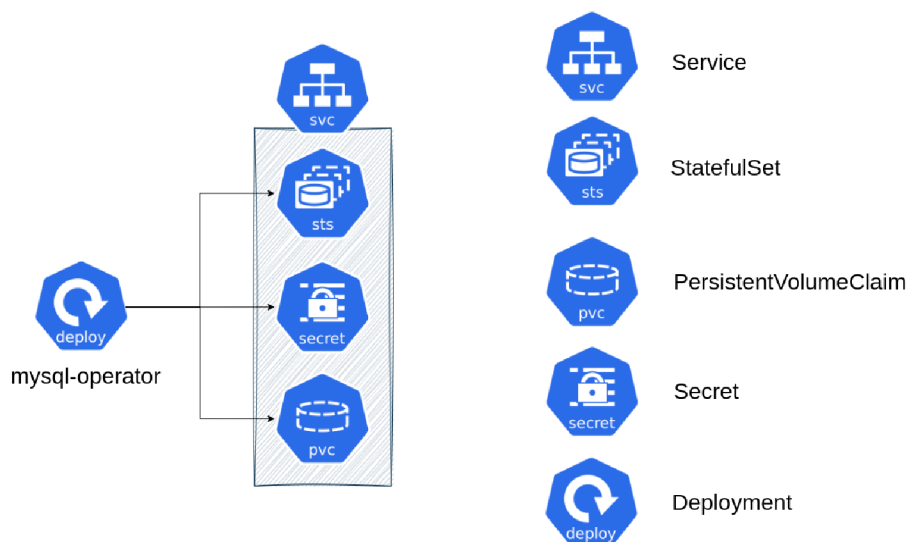 svc
sts
secret
pvc
deploy
mysql-operator
svc
Service
sts
StatefulSet
pvc
PersistentVolumeClaim
secret
Secret
deploy
Deployment